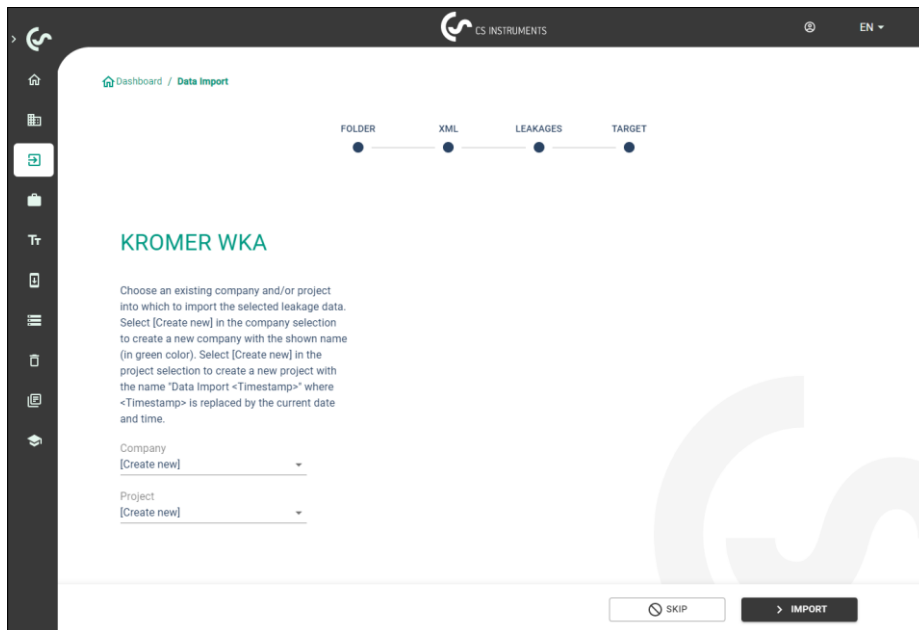 CS INSTRUMENTS
EN
Dashboard / Data Import
FOLDER XML LEAKAGES TARGET
KROMER WKA
Choose an existing company and/or project
into which to import the selected leakage data.
Select [Create new] in the company selection
to create a new company with the shown name
(in green color). Select [Create new] in the
project selection to create a new project with
the name "Data Import <Timestamp>" where
<Timestamp> is replaced by the current date
and time.
Company
[Create new]
Project
[Create new]
SKIP
IMPORT